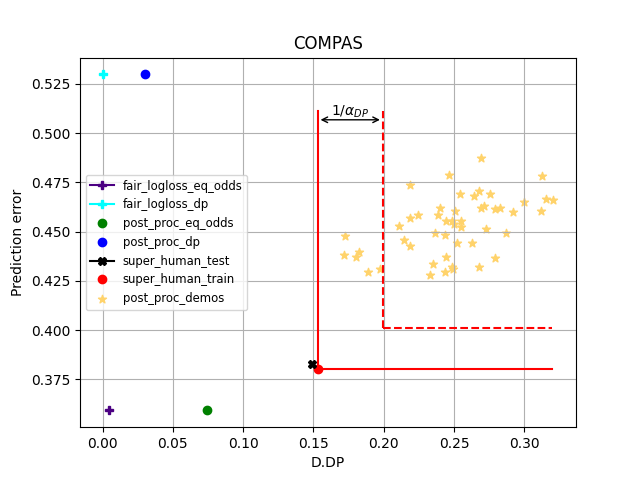 COMPAS
1/α_DP
Prediction error
0.525
0.500
0.475
0.450
0.425
0.400
0.375
fair_logloss_eq_odds
fair_logloss_dp
post_proc_eq_odds
post_proc_dp
super_human_test
super_human_train
post_proc_demos
0.00 0.05 0.10 0.15 0.20 0.25 0.30
D.DP